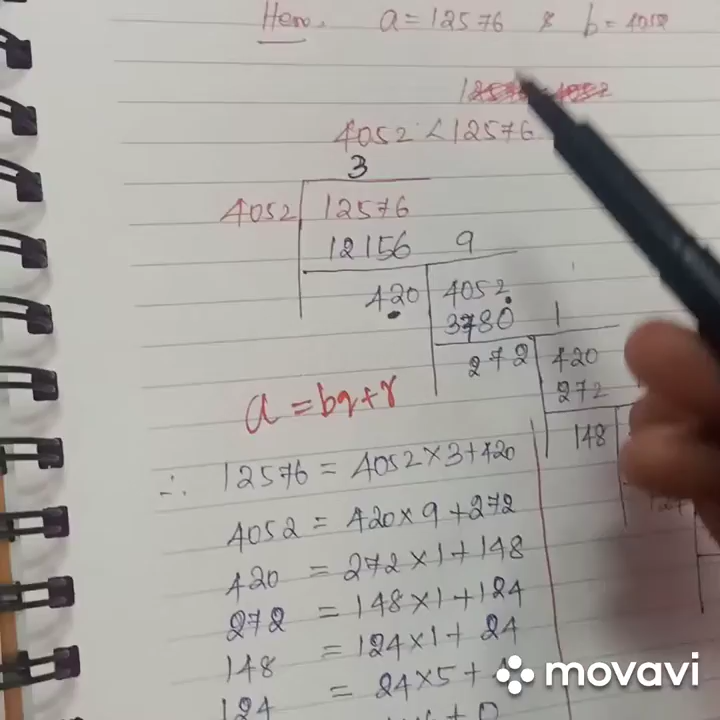 Here, a = 12576 & b = 4052
4052 < 12576
3
4052 12576
12156 9
420 4052
3780 1
272 420
272
148
a = bq + r
∴ 12576 = 4052 × 3 + 420
4052 = 420 × 9 + 272
420 = 272 × 1 + 148
272 = 148 × 1 + 124
148 = 124 × 1 + 24
124 = 24 × 5 +
movavi